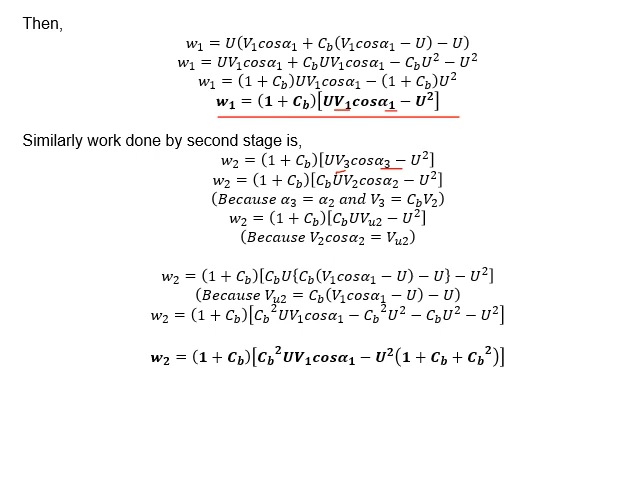 Then,
w₁ = U(V₁cosα₁ + C_b(V₁cosα₁ − U) − U)
w₁ = UV₁cosα₁ + C_bUV₁cosα₁ − C_bU² − U²
w₁ = (1 + C_b)UV₁cosα₁ − (1 + C_b)U²
w₁ = (1 + C_b)[UV₁cosα₁ − U²]
Similarly work done by second stage is,
w₂ = (1 + C_b)[UV₃cosα₃ − U²]
w₂ = (1 + C_b)[C_bUV₂cosα₂ − U²]
(Because α₃ = α₂ and V₃ = C_bV₂)
w₂ = (1 + C_b)[C_bUV_u2 − U²]
(Because V₂cosα₂ = V_u2)
w₂ = (1 + C_b)[C_bU{C_b(V₁cosα₁ − U) − U} − U²]
(Because V_u2 = C_b(V₁cosα₁ − U) − U)
w₂ = (1 + C_b)[C_b²UV₁cosα₁ − C_b²U² − C_bU² − U²]
w₂ = (1 + C_b)[C_b²UV₁cosα₁ − U²(1 + C_b + C_b²)]